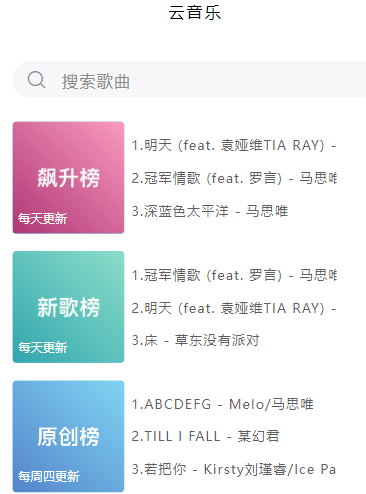 云音乐
搜索歌曲
飙升榜
每天更新
1.明天 (feat. 袁娅维TIA RAY) -
2.冠军情歌 (feat. 罗言) - 马思唯
3.深蓝色太平洋 - 马思唯
新歌榜
每天更新
1.冠军情歌 (feat. 罗言) - 马思唯
2.明天 (feat. 袁娅维TIA RAY) -
3.床 - 草东没有派对
原创榜
每周四更新
1.ABCDEFG - Melo/马思唯
2.TILL I FALL - 某幻君
3.若把你 - Kirsty刘瑾睿/Ice Pa